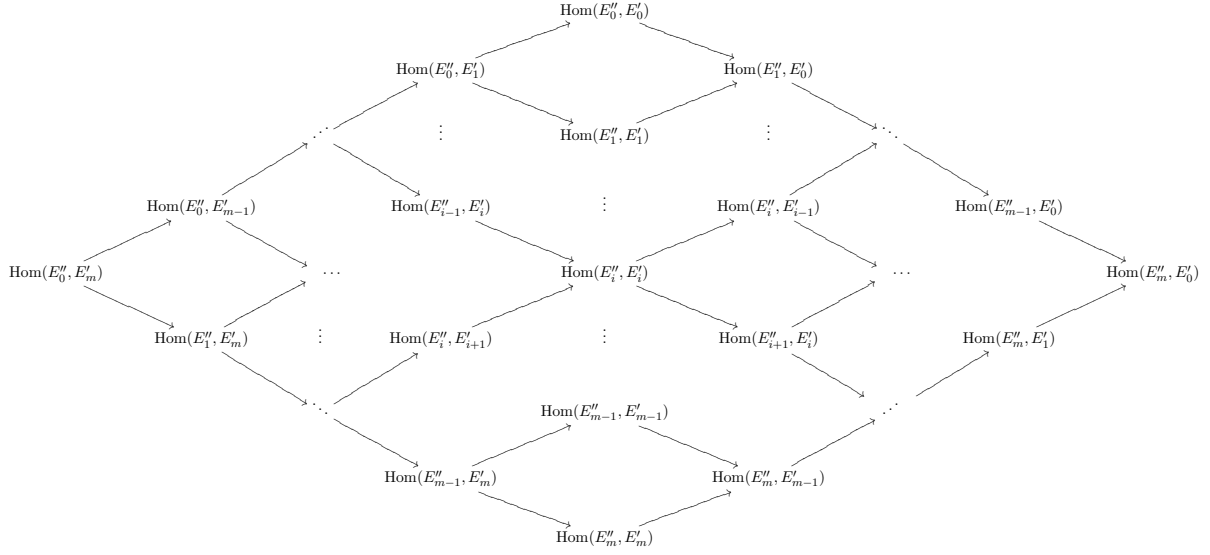 Hom(E''_0, E'_0)
Hom(E''_0, E'_1) Hom(E''_1, E'_0)
⋰ ⋮ Hom(E''_1, E'_1) ⋮ ⋱
Hom(E''_0, E'_{m-1}) Hom(E''_{i-1}, E'_i) ⋮ Hom(E''_i, E'_{i-1}) Hom(E''_{m-1}, E'_0)
Hom(E''_0, E'_m) ⋯ Hom(E''_i, E'_i) ⋯ Hom(E''_m, E'_0)
Hom(E''_1, E'_m) ⋮ Hom(E''_i, E'_{i+1}) ⋮ Hom(E''_{i+1}, E'_i) Hom(E''_m, E'_1)
⋱ Hom(E''_{m-1}, E'_{m-1}) ⋰
Hom(E''_{m-1}, E'_m) Hom(E''_m, E'_{m-1})
Hom(E''_m, E'_m)